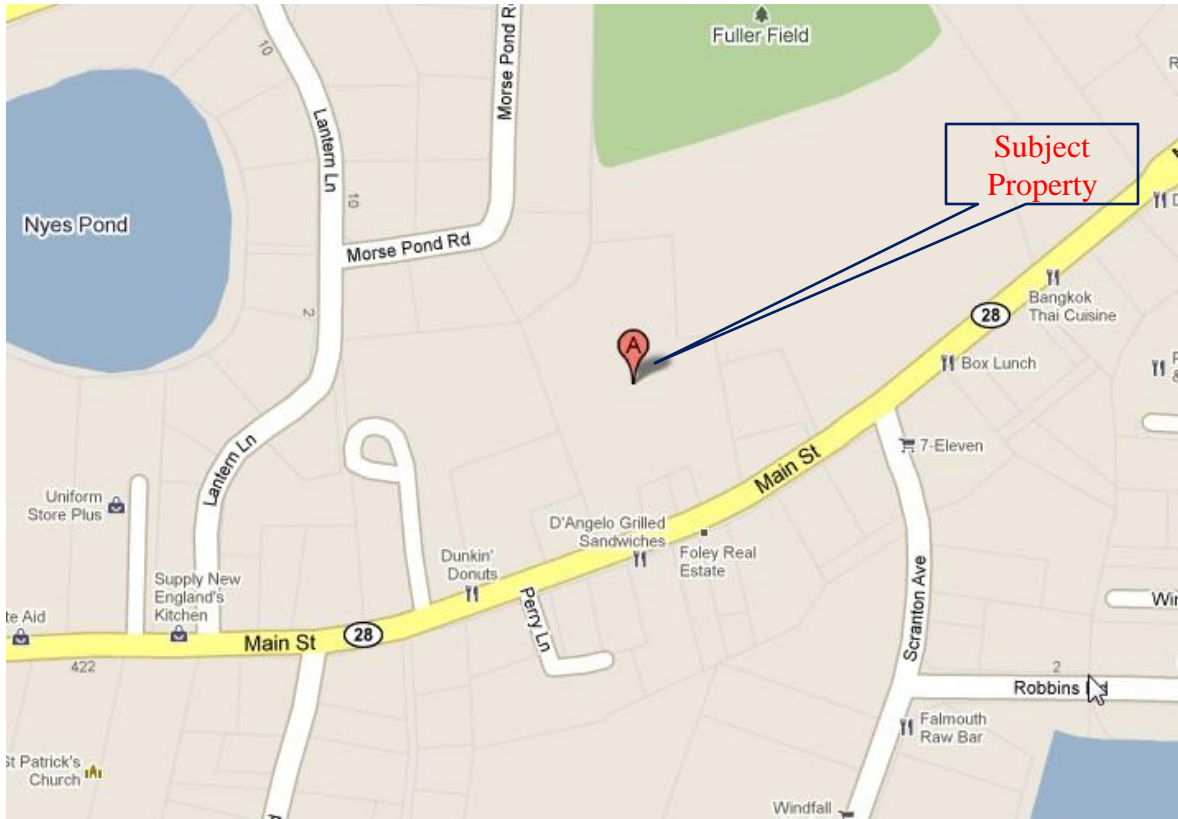 Fuller Field
10
Morse Pond R
Lantern Ln
Subject
Property
10
Nyes Pond
Morse Pond Rd
D
Bangkok
Thai Cuisine
28
2
A
Box Lunch
7-Eleven
Lantern Ln
Main St
Uniform
Store Plus
D'Angelo Grilled
Sandwiches
Foley Real
Estate
Dunkin'
Donuts
Supply New
England's
Kitchen
te Aid
Perry Ln
Scranton Ave
Win
28
Main St
422
2
Robbins
Falmouth
Raw Bar
St Patrick's
Church
Windfall